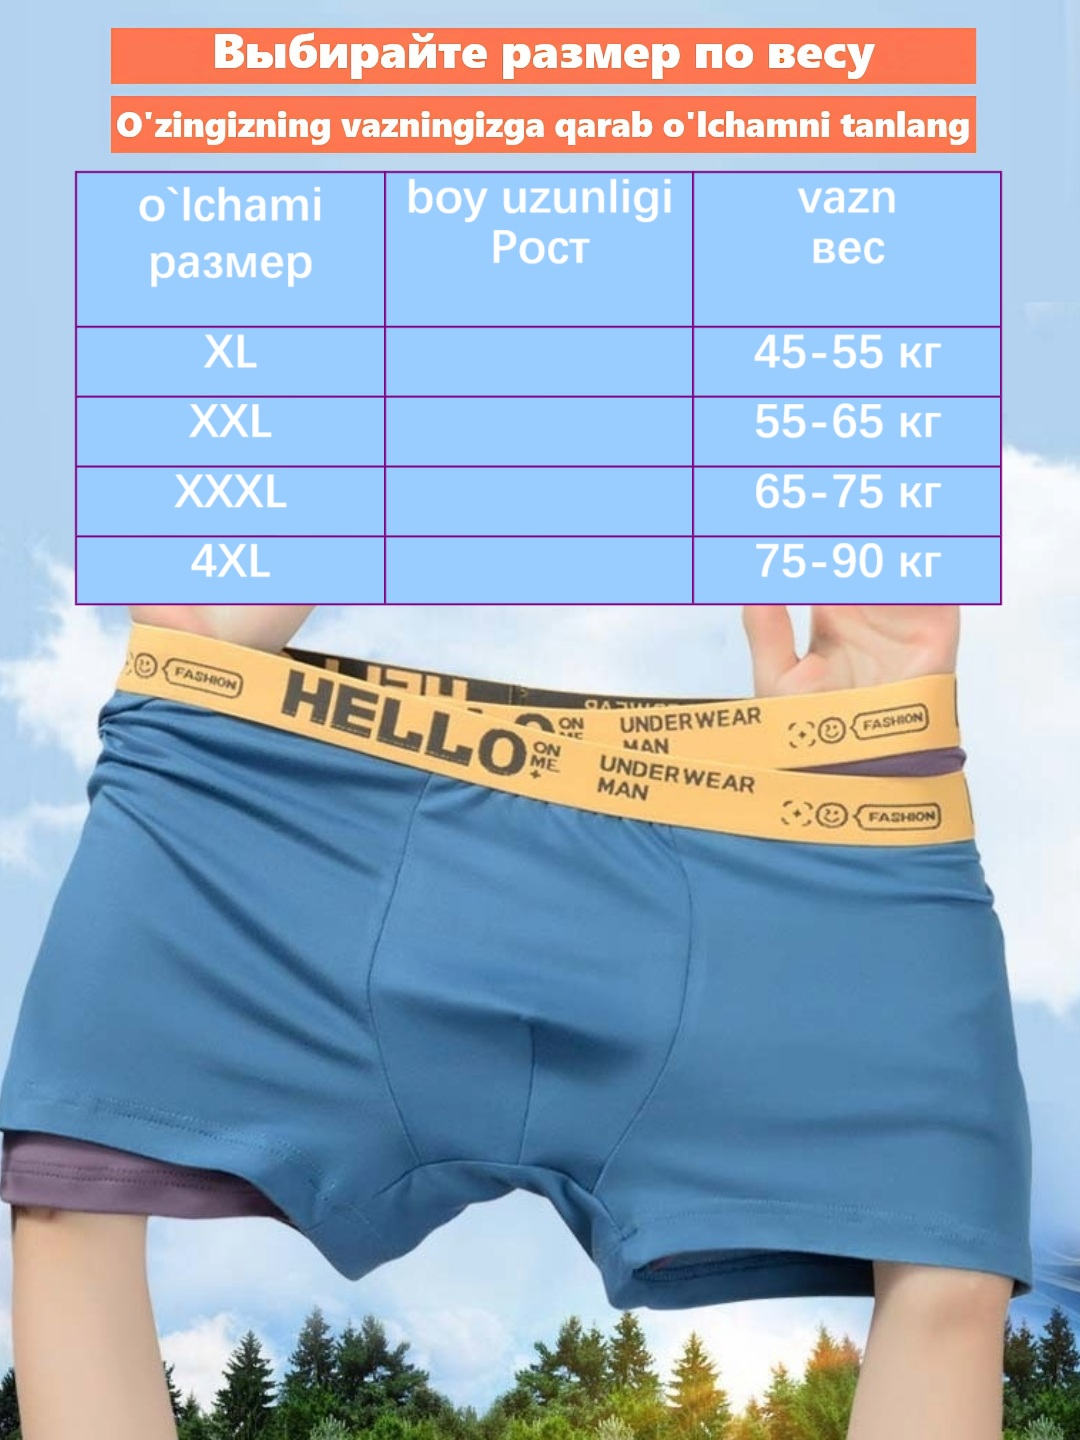 Выбирайте размер по весу
O'zingizning vazningizga qarab o'lchamni tanlang
o`lchami
размер
boy uzunligi
Рост
vazn
вес
XL
45-55 кг
XXL
55-65 кг
XXXL
65-75 кг
4XL
75-90 кг
FASHION
HELLO
ON
ME
UNDERWEAR
MAN
FASHION
ON
ME
UNDERWEAR
MAN
FASHION